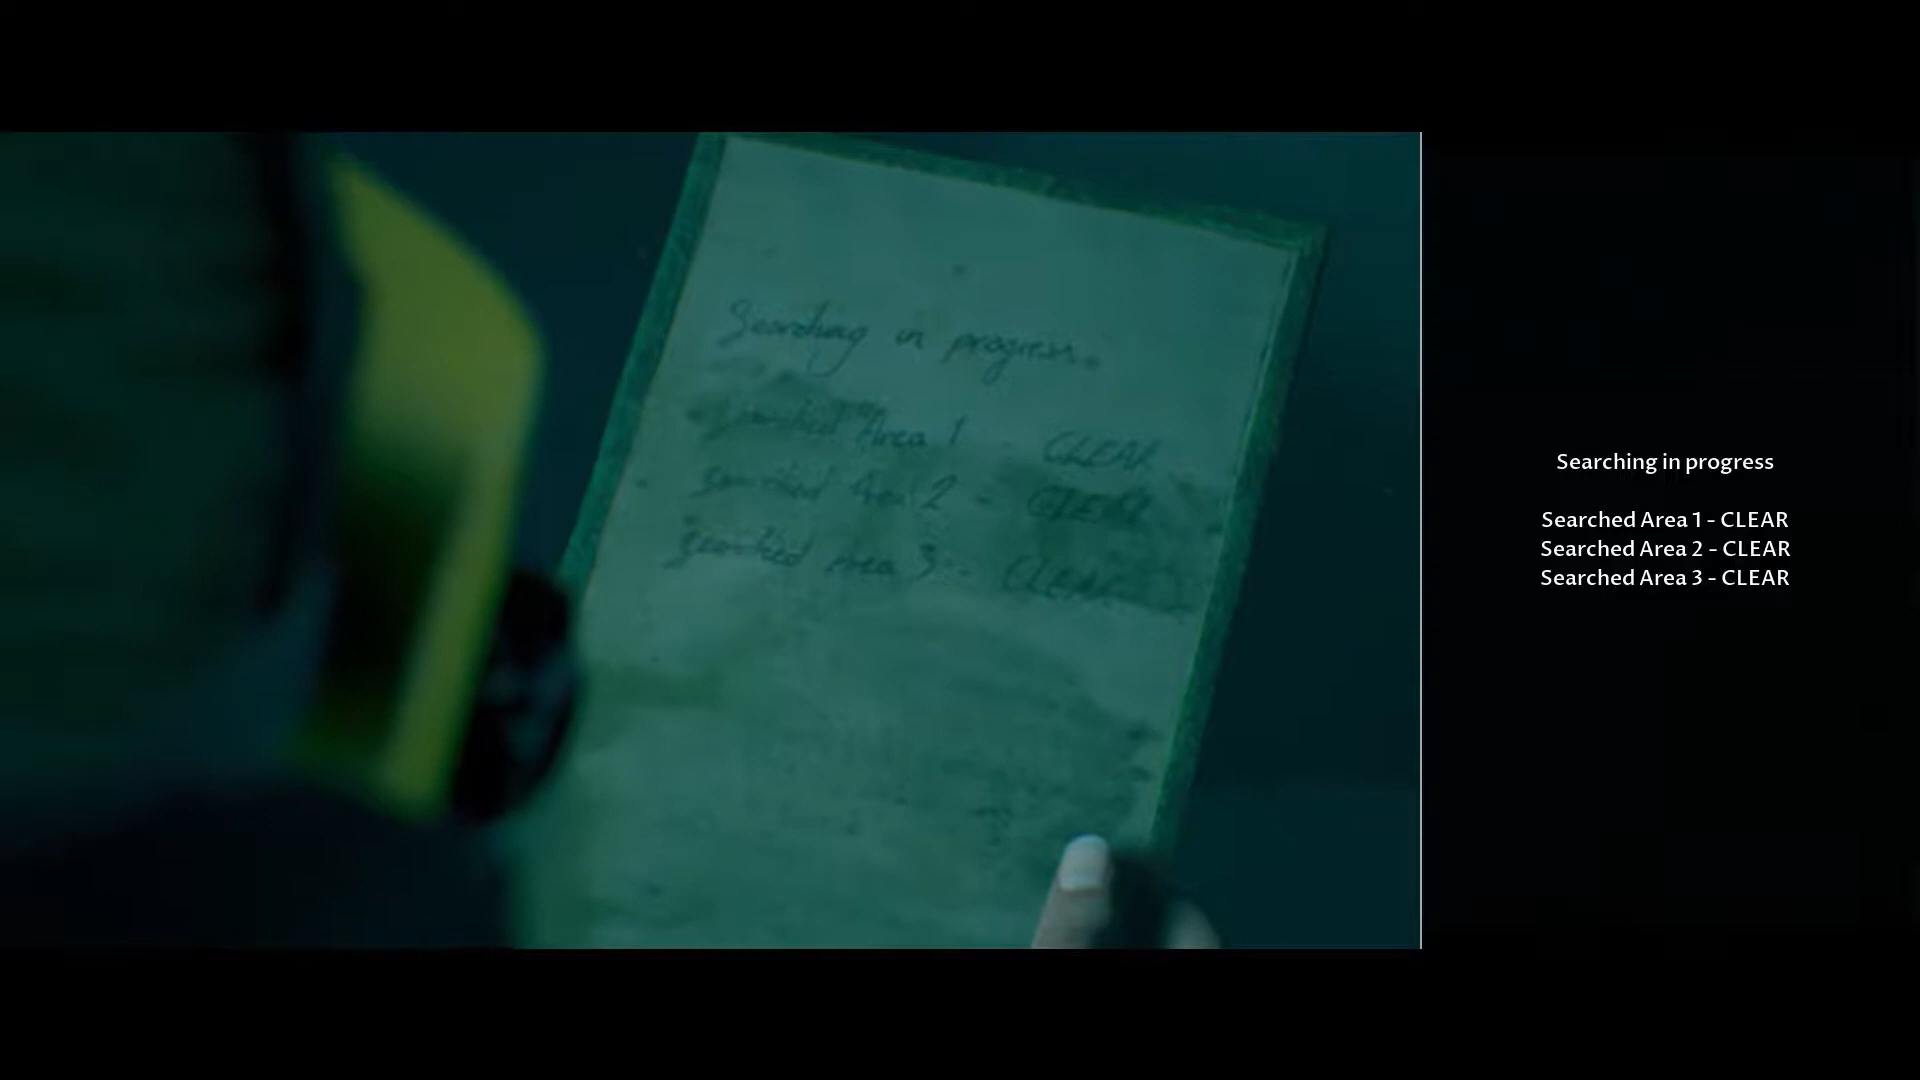 Searching in progress.
Searched Area 1 - CLEAR
Searched Area 2 - CLEAR
Searched area 3 - CLEAR
Searching in progress
Searched Area 1 - CLEAR
Searched Area 2 - CLEAR
Searched Area 3 - CLEAR